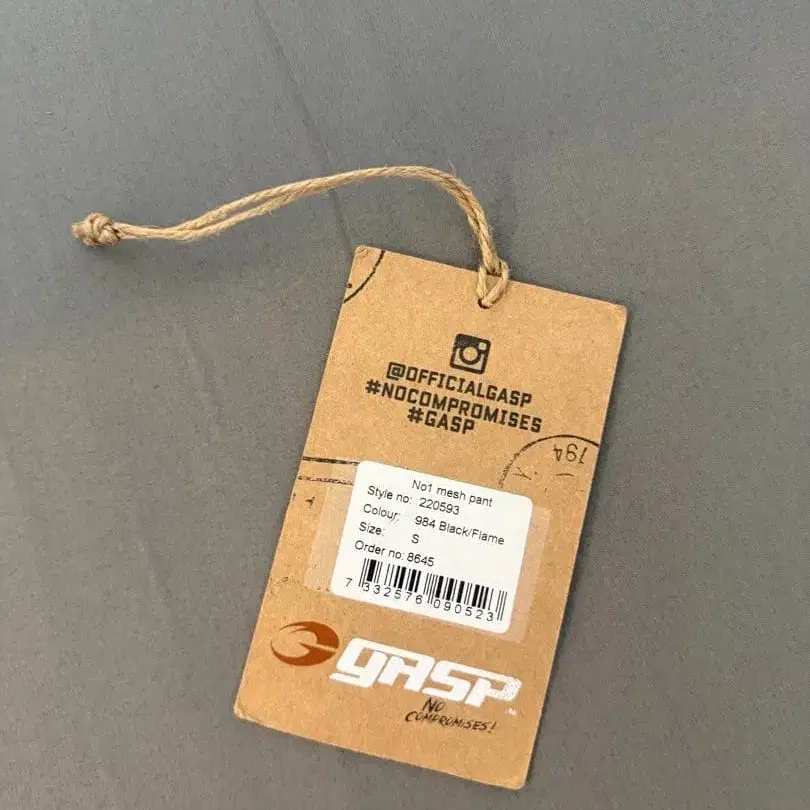 @OFFICIALGASP
#NOCOMPROMISES
#GASP
794
No1 mesh pant
Style no: 220593
Colour: 984 Black/Flame
Size: S
Order no: 8645
7 332576 090523
GASP
NO
COMPROMISES!